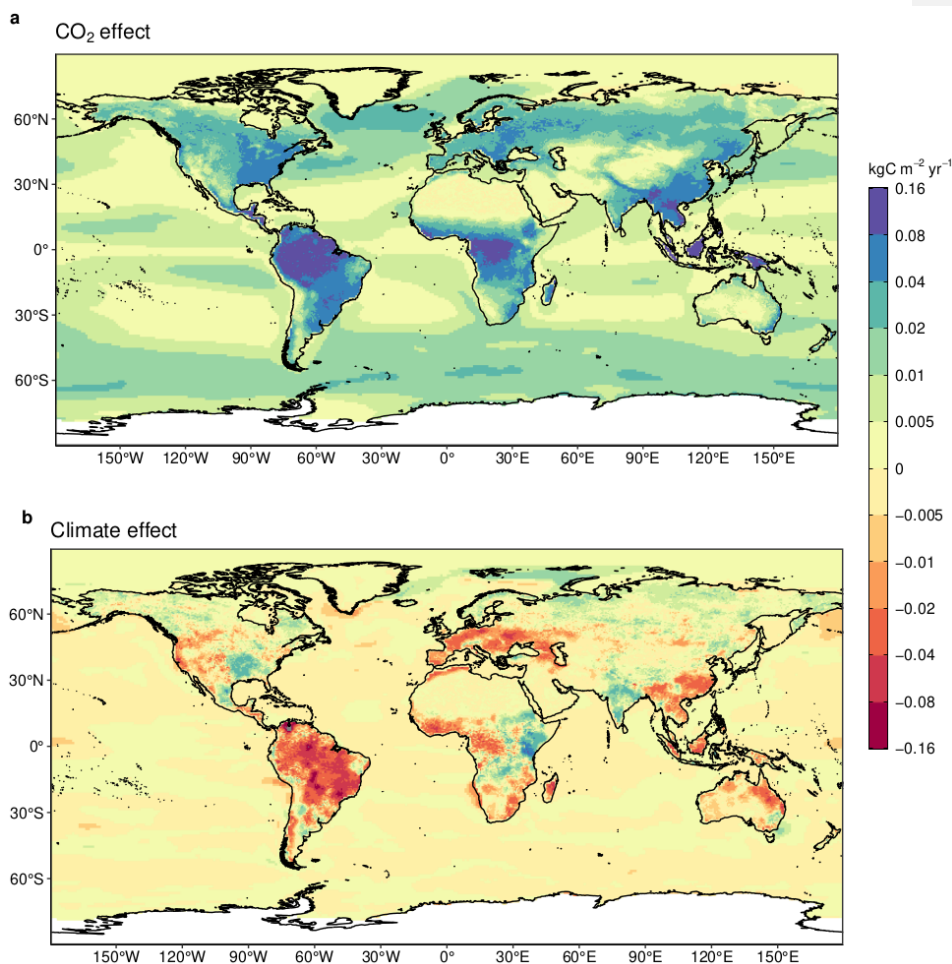 a
CO₂ effect
60°N
30°N
0°
30°S
60°S
150°W 120°W 90°W 60°W 30°W 0° 30°E 60°E 90°E 120°E 150°E
kgC m⁻² yr⁻¹
0.16
0.08
0.04
0.02
0.01
0.005
0
−0.005
−0.01
−0.02
−0.04
−0.08
−0.16
b
Climate effect
60°N
30°N
0°
30°S
60°S
150°W 120°W 90°W 60°W 30°W 0° 30°E 60°E 90°E 120°E 150°E